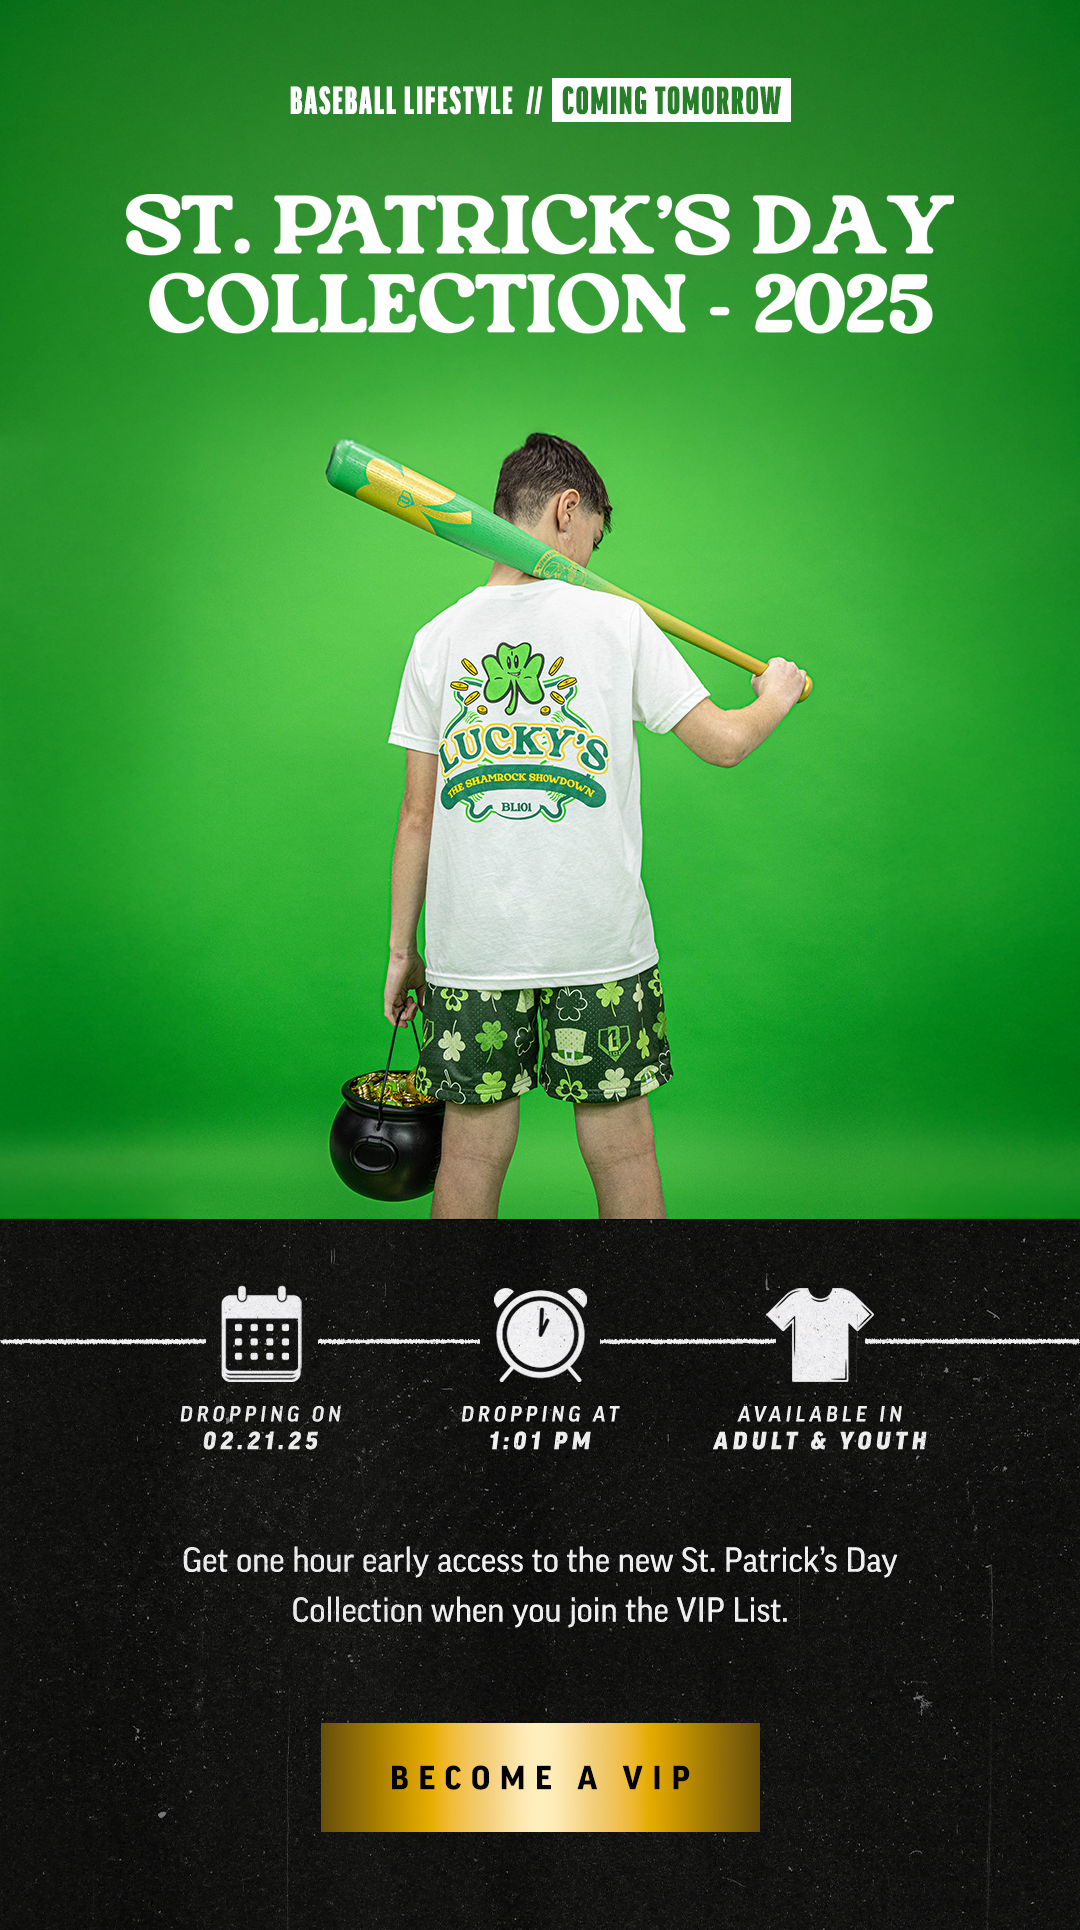 BASEBALL LIFESTYLE // COMING TOMORROW
ST. PATRICK'S DAY
COLLECTION - 2025
LUCKY'S
THE SHAMROCK SHOWDOWN
BL101
DROPPING ON
02.21.25
DROPPING AT
1:01 PM
AVAILABLE IN
ADULT & YOUTH
Get one hour early access to the new St. Patrick's Day
Collection when you join the VIP List.
BECOME A VIP